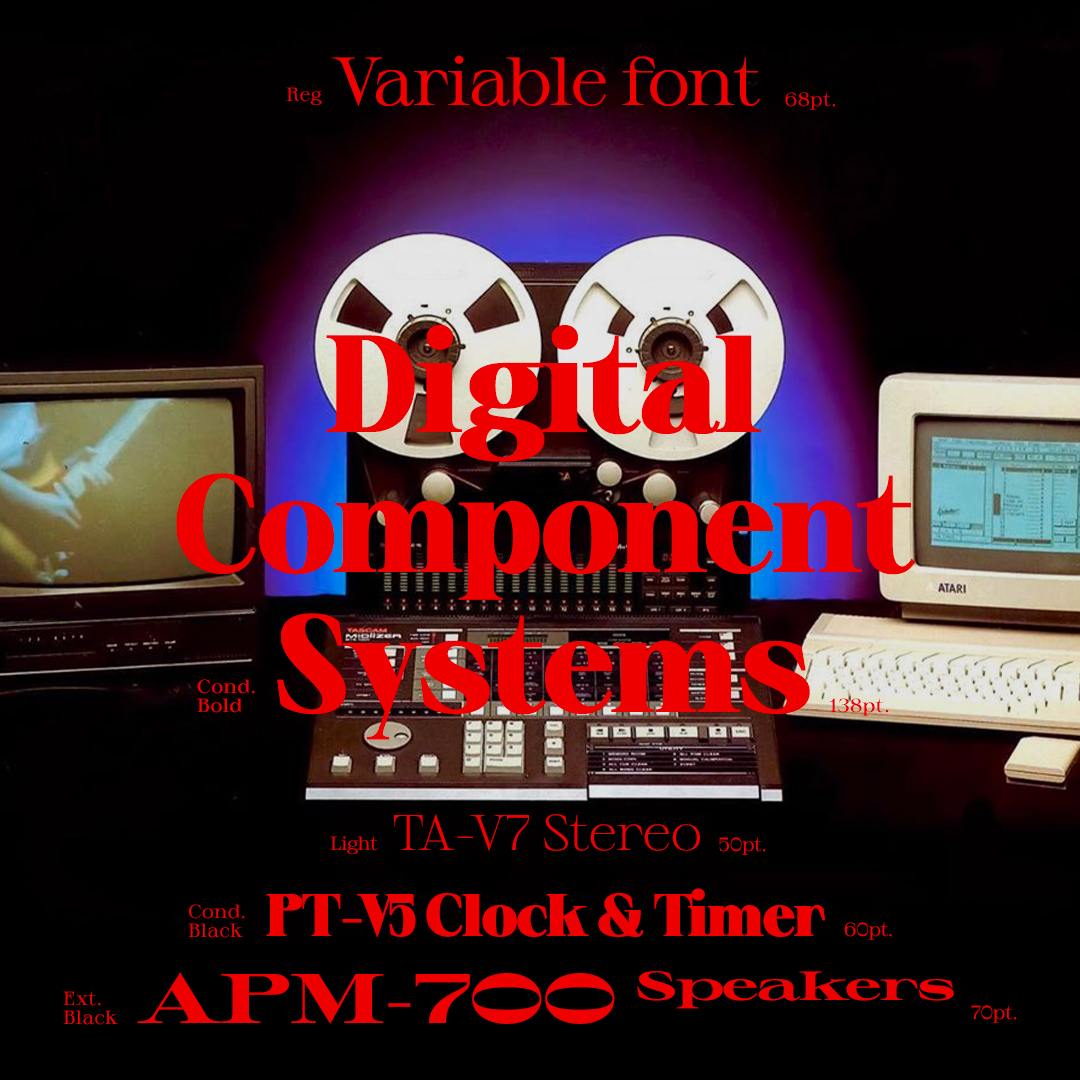 Reg Variable font 68pt.
Digital
Component
ATARI
TASCAM
MIDIIZER
Systems
Cond.
Bold
138pt.
Light TA-V7 Stereo 50pt.
Cond.
Black
PT-V5 Clock & Timer 60pt.
Ext.
Black
APM-700 Speakers 70pt.